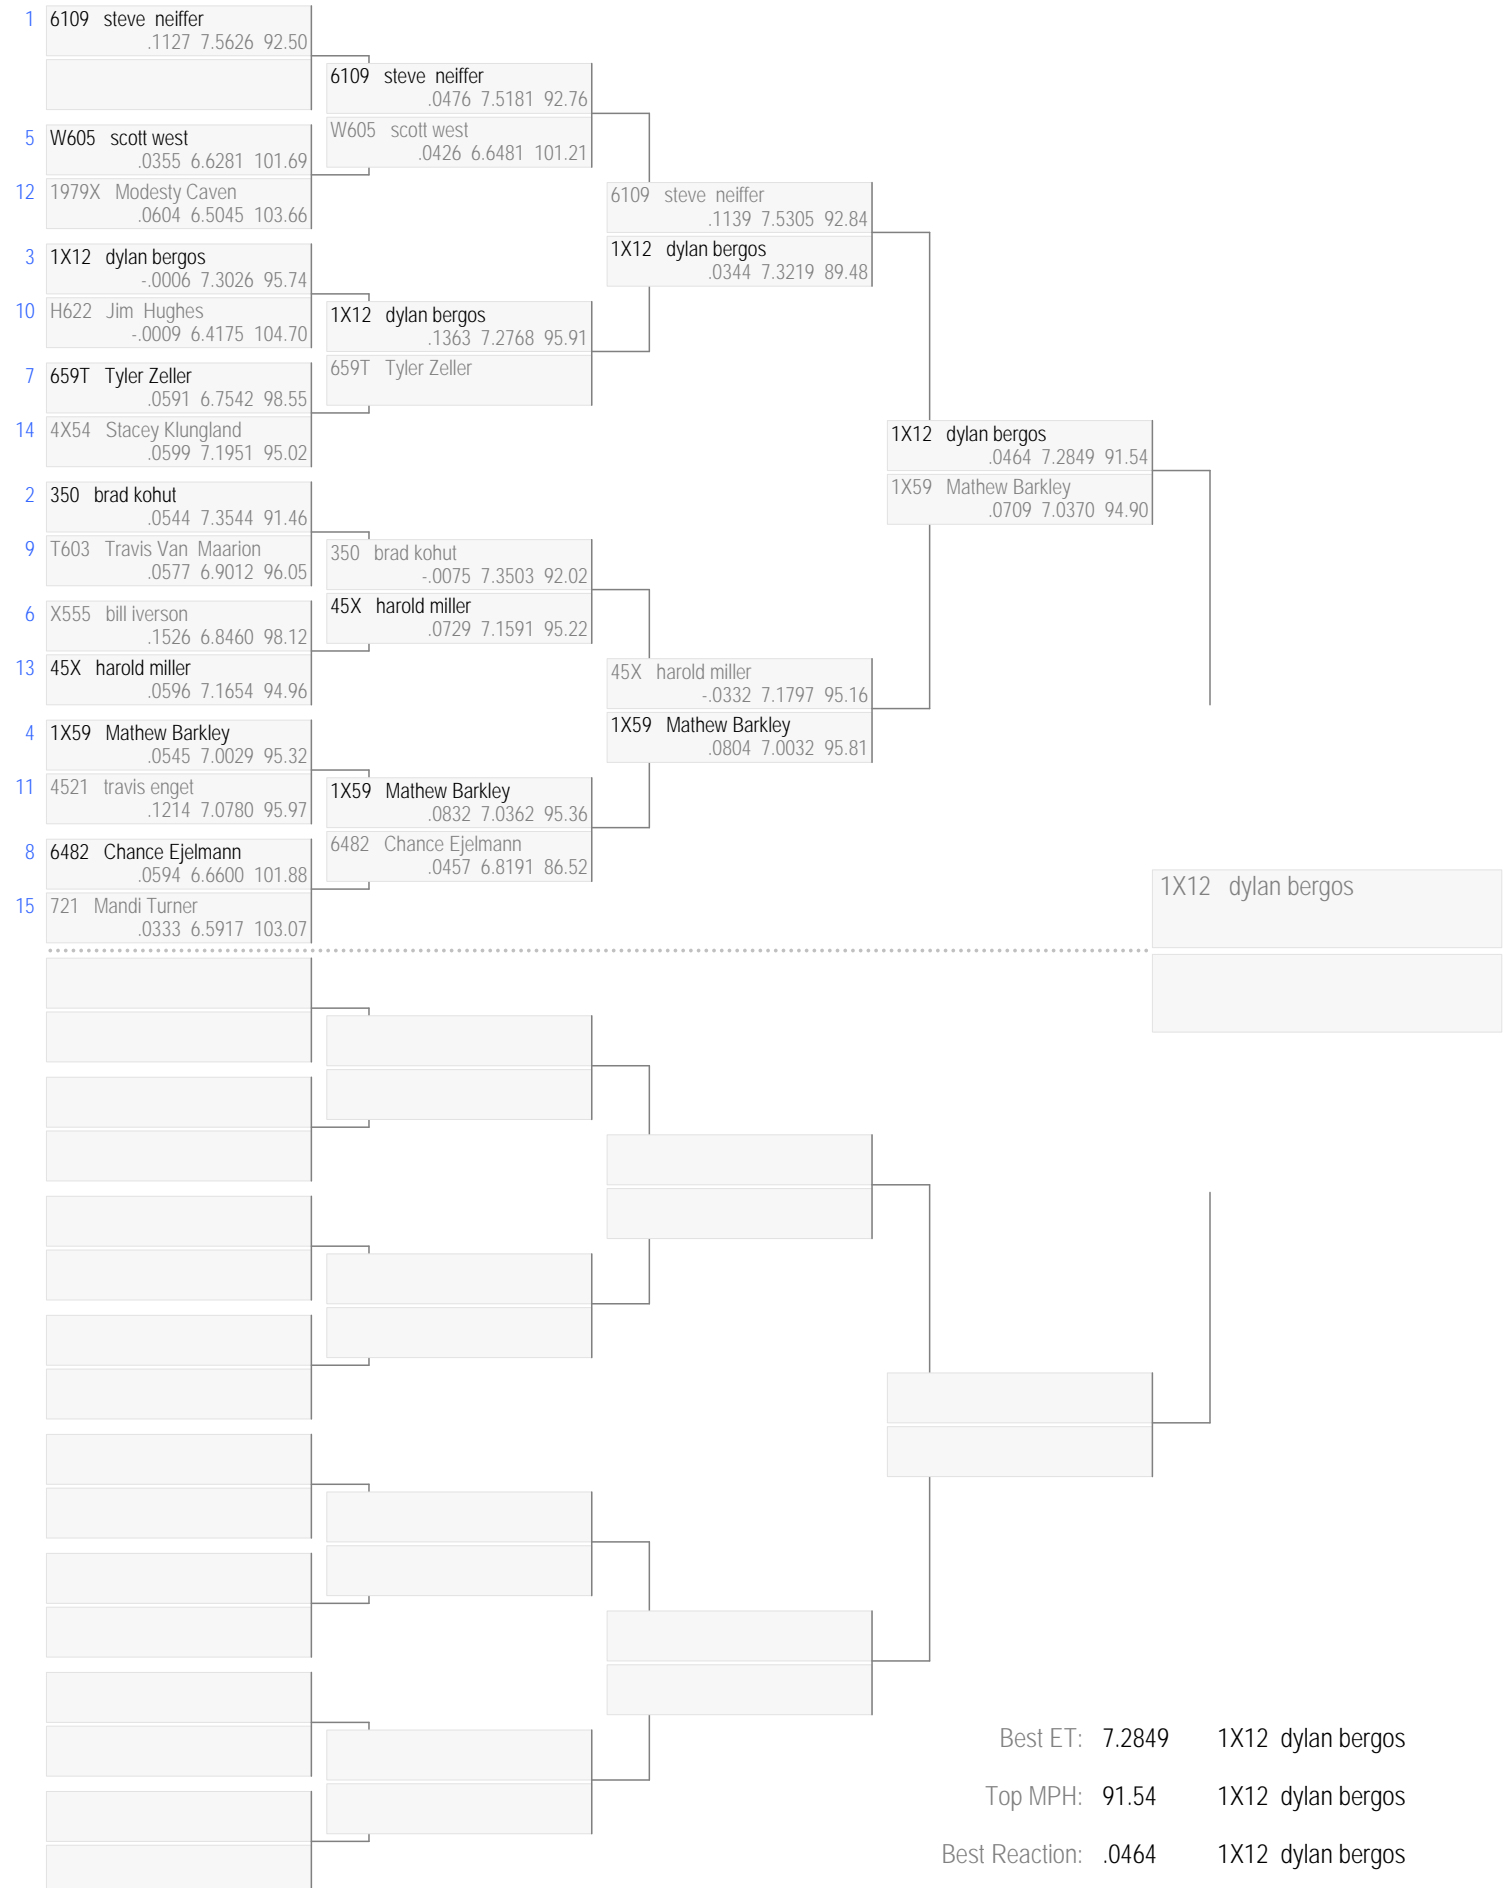 1 6109 steve neiffer
.1127 7.5626 92.50
5 W605 scott west
.0355 6.6281 101.69
12 1979X Modesty Caven
.0604 6.5045 103.66
3 1X12 dylan bergos
-.0006 7.3026 95.74
10 H622 Jim Hughes
-.0009 6.4175 104.70
7 659T Tyler Zeller
.0591 6.7542 98.55
14 4X54 Stacey Klungland
.0599 7.1951 95.02
2 350 brad kohut
.0544 7.3544 91.46
9 T603 Travis Van Maarion
.0577 6.9012 96.05
6 X555 bill iverson
.1526 6.8460 98.12
13 45X harold miller
.0596 7.1654 94.96
4 1X59 Mathew Barkley
.0545 7.0029 95.32
11 4521 travis enget
.1214 7.0780 95.97
8 6482 Chance Ejelmann
.0594 6.6600 101.88
15 721 Mandi Turner
.0333 6.5917 103.07
6109 steve neiffer
.0476 7.5181 92.76
W605 scott west
.0426 6.6481 101.21
1X12 dylan bergos
.1363 7.2768 95.91
659T Tyler Zeller
350 brad kohut
-.0075 7.3503 92.02
45X harold miller
.0729 7.1591 95.22
1X59 Mathew Barkley
.0832 7.0362 95.36
6482 Chance Ejelmann
.0457 6.8191 86.52
6109 steve neiffer
.1139 7.5305 92.84
1X12 dylan bergos
.0344 7.3219 89.48
45X harold miller
-.0332 7.1797 95.16
1X59 Mathew Barkley
.0804 7.0032 95.81
1X12 dylan bergos
.0464 7.2849 91.54
1X59 Mathew Barkley
.0709 7.0370 94.90
1X12 dylan bergos
Best ET: 7.2849 1X12 dylan bergos
Top MPH: 91.54 1X12 dylan bergos
Best Reaction: .0464 1X12 dylan bergos